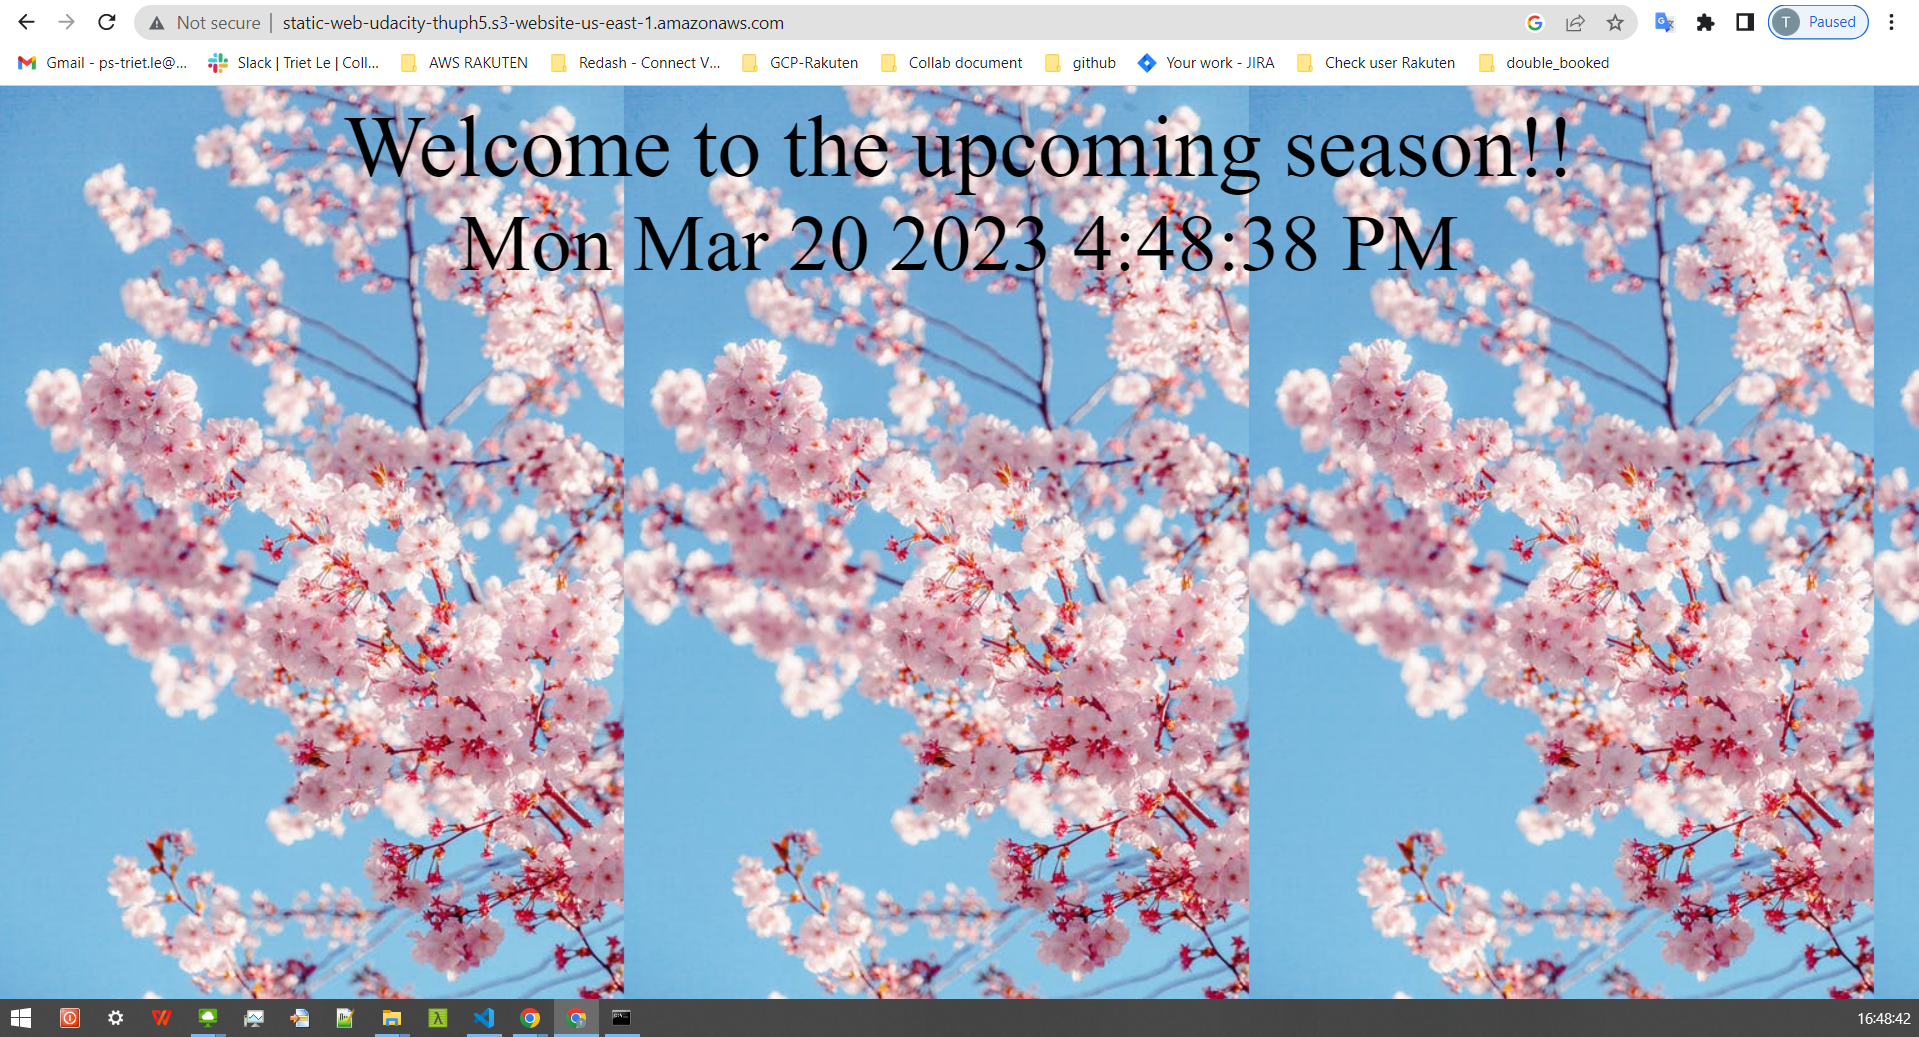 Not secure
static-web-udacity-thuph5.s3-website-us-east-1.amazonaws.com
T Paused
Gmail - ps-triet.le@...
Slack | Triet Le | Coll...
AWS RAKUTEN
Redash - Connect V...
GCP-Rakuten
Collab document
github
Your work - JIRA
Check user Rakuten
double_booked
Welcome to the upcoming season!!
Mon Mar 20 2023 4:48:38 PM
16:48:42